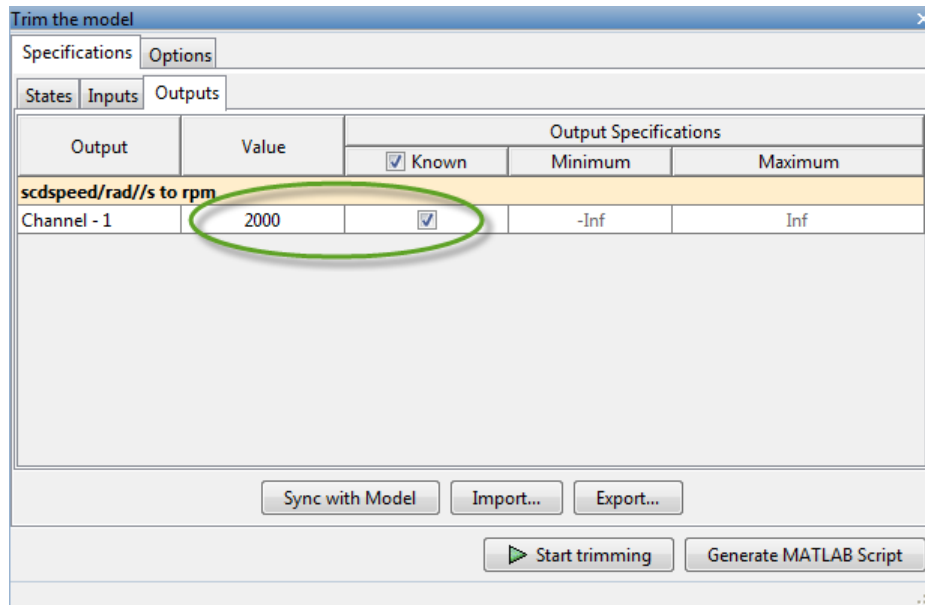 Trim the model
Specifications Options
States Inputs Outputs
Output Value Output Specifications
Known Minimum Maximum
scdspeed/rad//s to rpm
Channel - 1 2000 -Inf Inf
Sync with Model Import... Export...
Start trimming Generate MATLAB Script